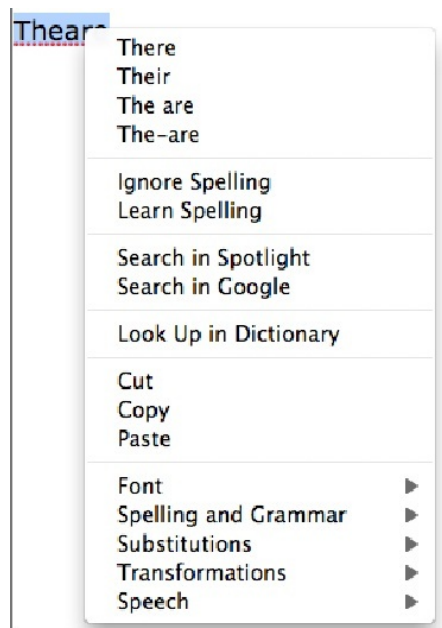 Theare
There
Their
The are
The-are
Ignore Spelling
Learn Spelling
Search in Spotlight
Search in Google
Look Up in Dictionary
Cut
Copy
Paste
Font
Spelling and Grammar
Substitutions
Transformations
Speech